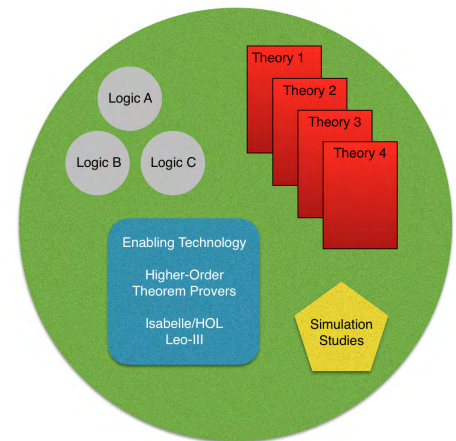 Logic A
Logic B
Logic C
Theory 1
Theory 2
Theory 3
Theory 4
Enabling Technology
Higher-Order
Theorem Provers
Isabelle/HOL
Leo-III
Simulation
Studies